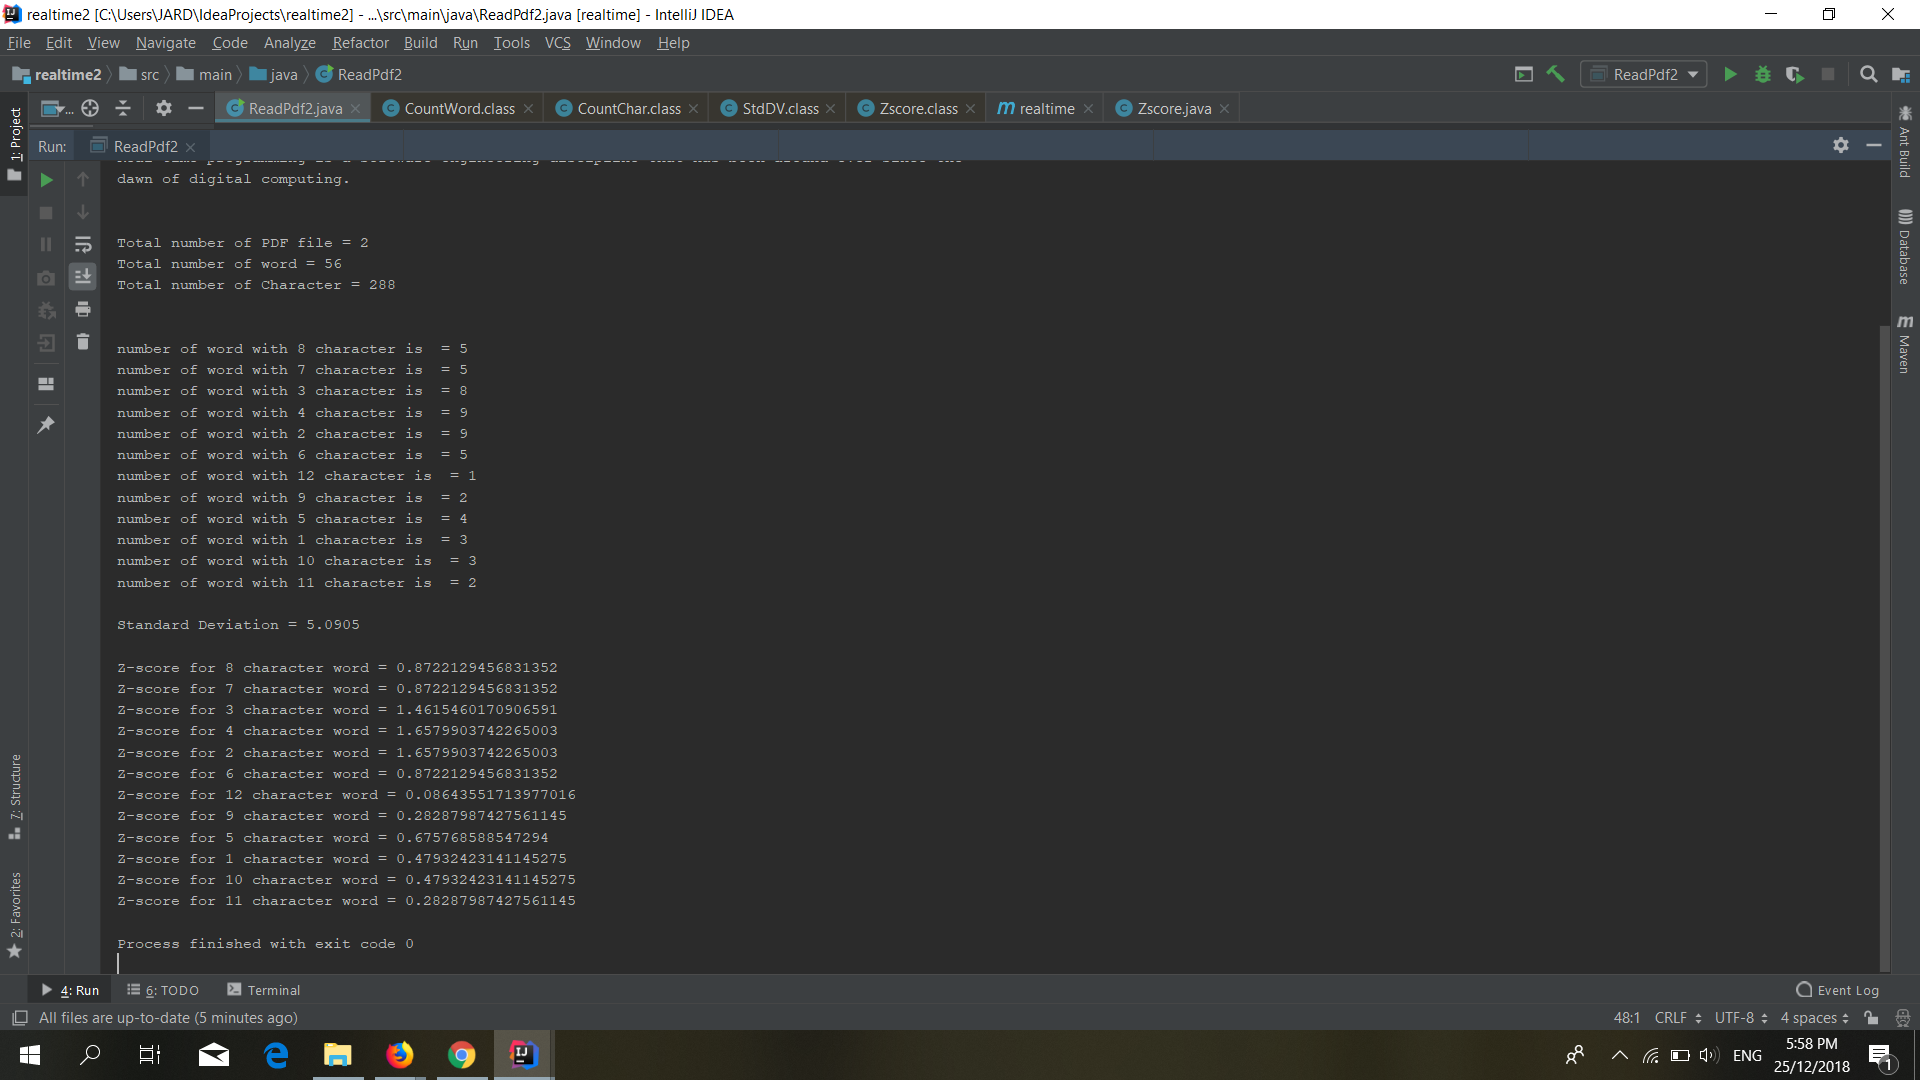 realtime2 [C:\Users\JARD\IdeaProjects\realtime2] - ...\src\main\java\ReadPdf2.java [realtime] - IntelliJ IDEA
File Edit View Navigate Code Analyze Refactor Build Run Tools VCS Window Help
realtime2 src main java ReadPdf2
ReadPdf2
1: Project
... ReadPdf2.java CountWord.class CountChar.class StdDV.class Zscore.class realtime Zscore.java
Ant Build
Run: ReadPdf2
dawn of digital computing.
Total number of PDF file = 2
Total number of word = 56
Total number of Character = 288
Database
Maven
number of word with 8 character is  = 5
number of word with 7 character is  = 5
number of word with 3 character is  = 8
number of word with 4 character is  = 9
number of word with 2 character is  = 9
number of word with 6 character is  = 5
number of word with 12 character is  = 1
number of word with 9 character is  = 2
number of word with 5 character is  = 4
number of word with 1 character is  = 3
number of word with 10 character is  = 3
number of word with 11 character is  = 2
Standard Deviation = 5.0905
Z-score for 8 character word = 0.8722129456831352
Z-score for 7 character word = 0.8722129456831352
Z-score for 3 character word = 1.4615460170906591
Z-score for 4 character word = 1.6579903742265003
Z-score for 2 character word = 1.6579903742265003
Z-score for 6 character word = 0.8722129456831352
Z-score for 12 character word = 0.08643551713977016
Z-score for 9 character word = 0.28287987427561145
Z-score for 5 character word = 0.675768588547294
Z-score for 1 character word = 0.47932423141145275
Z-score for 10 character word = 0.47932423141145275
Z-score for 11 character word = 0.28287987427561145
7: Structure
2: Favorites
Process finished with exit code 0
4: Run 6: TODO Terminal Event Log
All files are up-to-date (5 minutes ago) 48:1 CRLF UTF-8 4 spaces
ENG
5:58 PM
25/12/2018
1